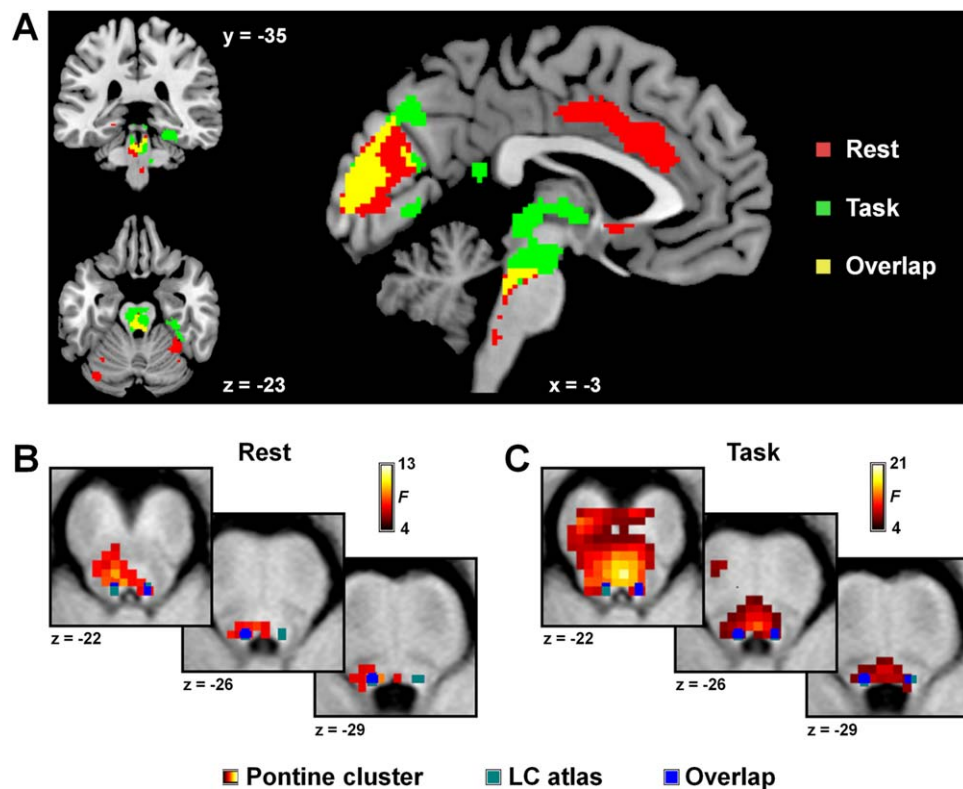 A
y = -35
Rest
Task
Overlap
z = -23
x = -3
B
Rest
13
F
4
C
Task
21
F
4
z = -22
z = -26
z = -29
z = -22
z = -26
z = -29
Pontine cluster
LC atlas
Overlap